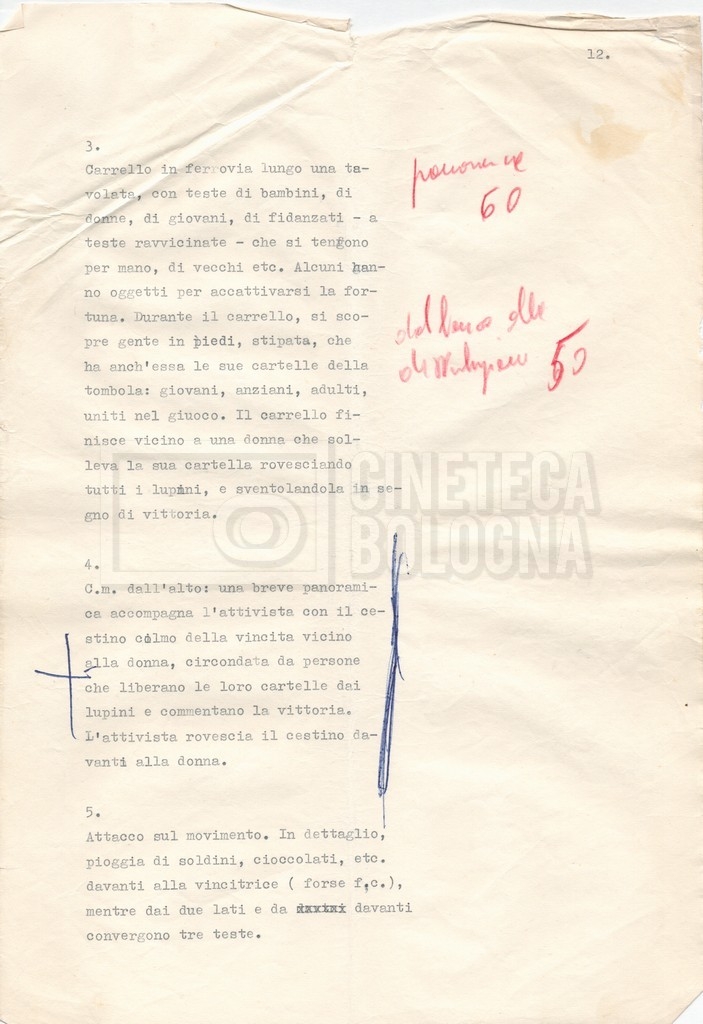 12.
3.
Carrello in ferrovia lungo una ta-
volata, con teste di bambini, di
donne, di giovani, di fidanzati - a
teste ravvicinate - che si tengono
per mano, di vecchi etc. Alcuni han-
no oggetti per accattivarsi la for-
tuna. Durante il carrello, si sco-
pre gente in piedi, stipata, che
ha anch'essa le sue cartelle della
tombola: giovani, anziani, adulti,
uniti nel giuoco. Il carrello fi-
nisce vicino a una donna che sol-
leva la sua cartella rovesciando
tutti i lupini, e sventolandola in se-
gno di vittoria.
60
50
CINETECA
BOLOGNA
4.
C.m. dall'alto: una breve panorami-
ca accompagna l'attivista con il ce-
stino colmo della vincita vicino
alla donna, circondata da persone
che liberano le loro cartelle dai
lupini e commentano la vittoria.
L'attivista rovescia il cestino da-
vanti alla donna.
5.
Attacco sul movimento. In dettaglio,
pioggia di soldini, cioccolati, etc.
davanti alla vincitrice ( forse f.c.),
mentre dai due lati e da davanti
convergono tre teste.